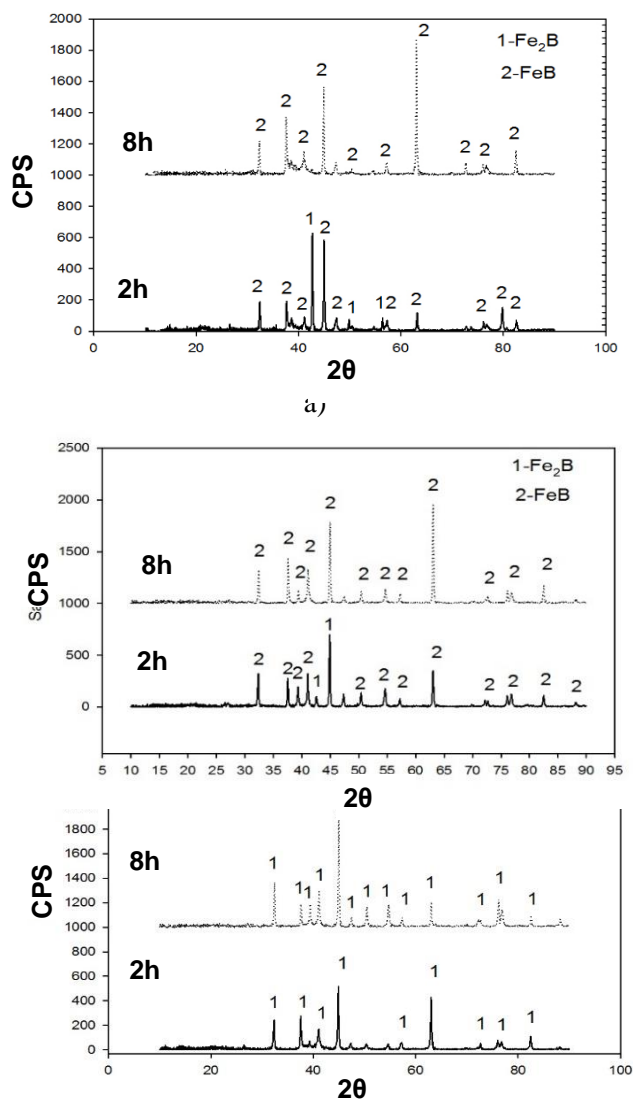 2000
1800
1600
1400
1200
1000
800
600
400
200
0
CPS
1-Fe₂B
2-FeB
8h
2 2 2 2 2 2 2 2 2 2
2h
2 2 2 1 2 2 1 12 2 2 2 2
0 20 40 60 80 100
2θ
a)
2500
2000
1500
1000
500
0
CPS
1-Fe₂B
2-FeB
8h
2 2 2 2 2 2 2 2 2 2 2 2
2h
2 2 2 2 1 1 2 2 2 2 2 2 2 2
5 10 15 20 25 30 35 40 45 50 55 60 65 70 75 80 85 90 95
2θ
1800
1600
1400
1200
1000
800
600
400
200
0
CPS
8h
1 1 1 1 1 1 1 1 1 1 1 1
2h
1 1 1 1 1 1 1 1 1
0 20 40 60 80 100
2θ